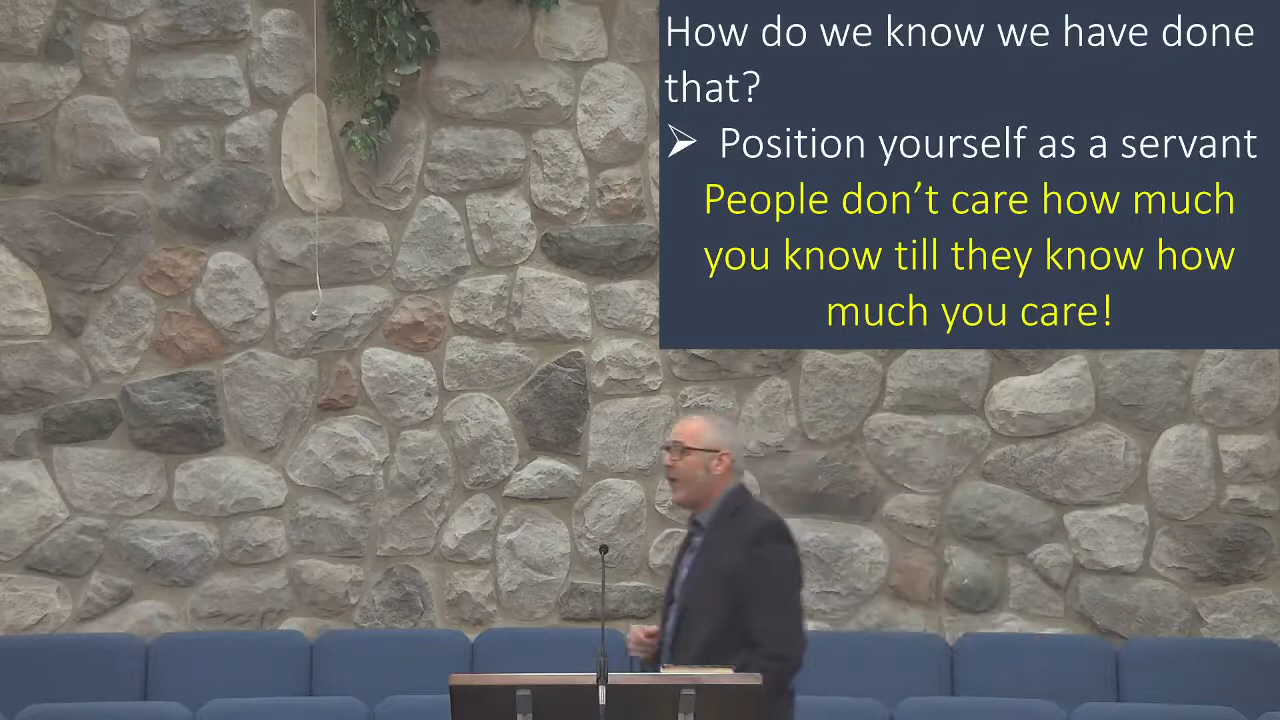 How do we know we have done
that?
➢ Position yourself as a servant
People don’t care how much
you know till they know how
much you care!